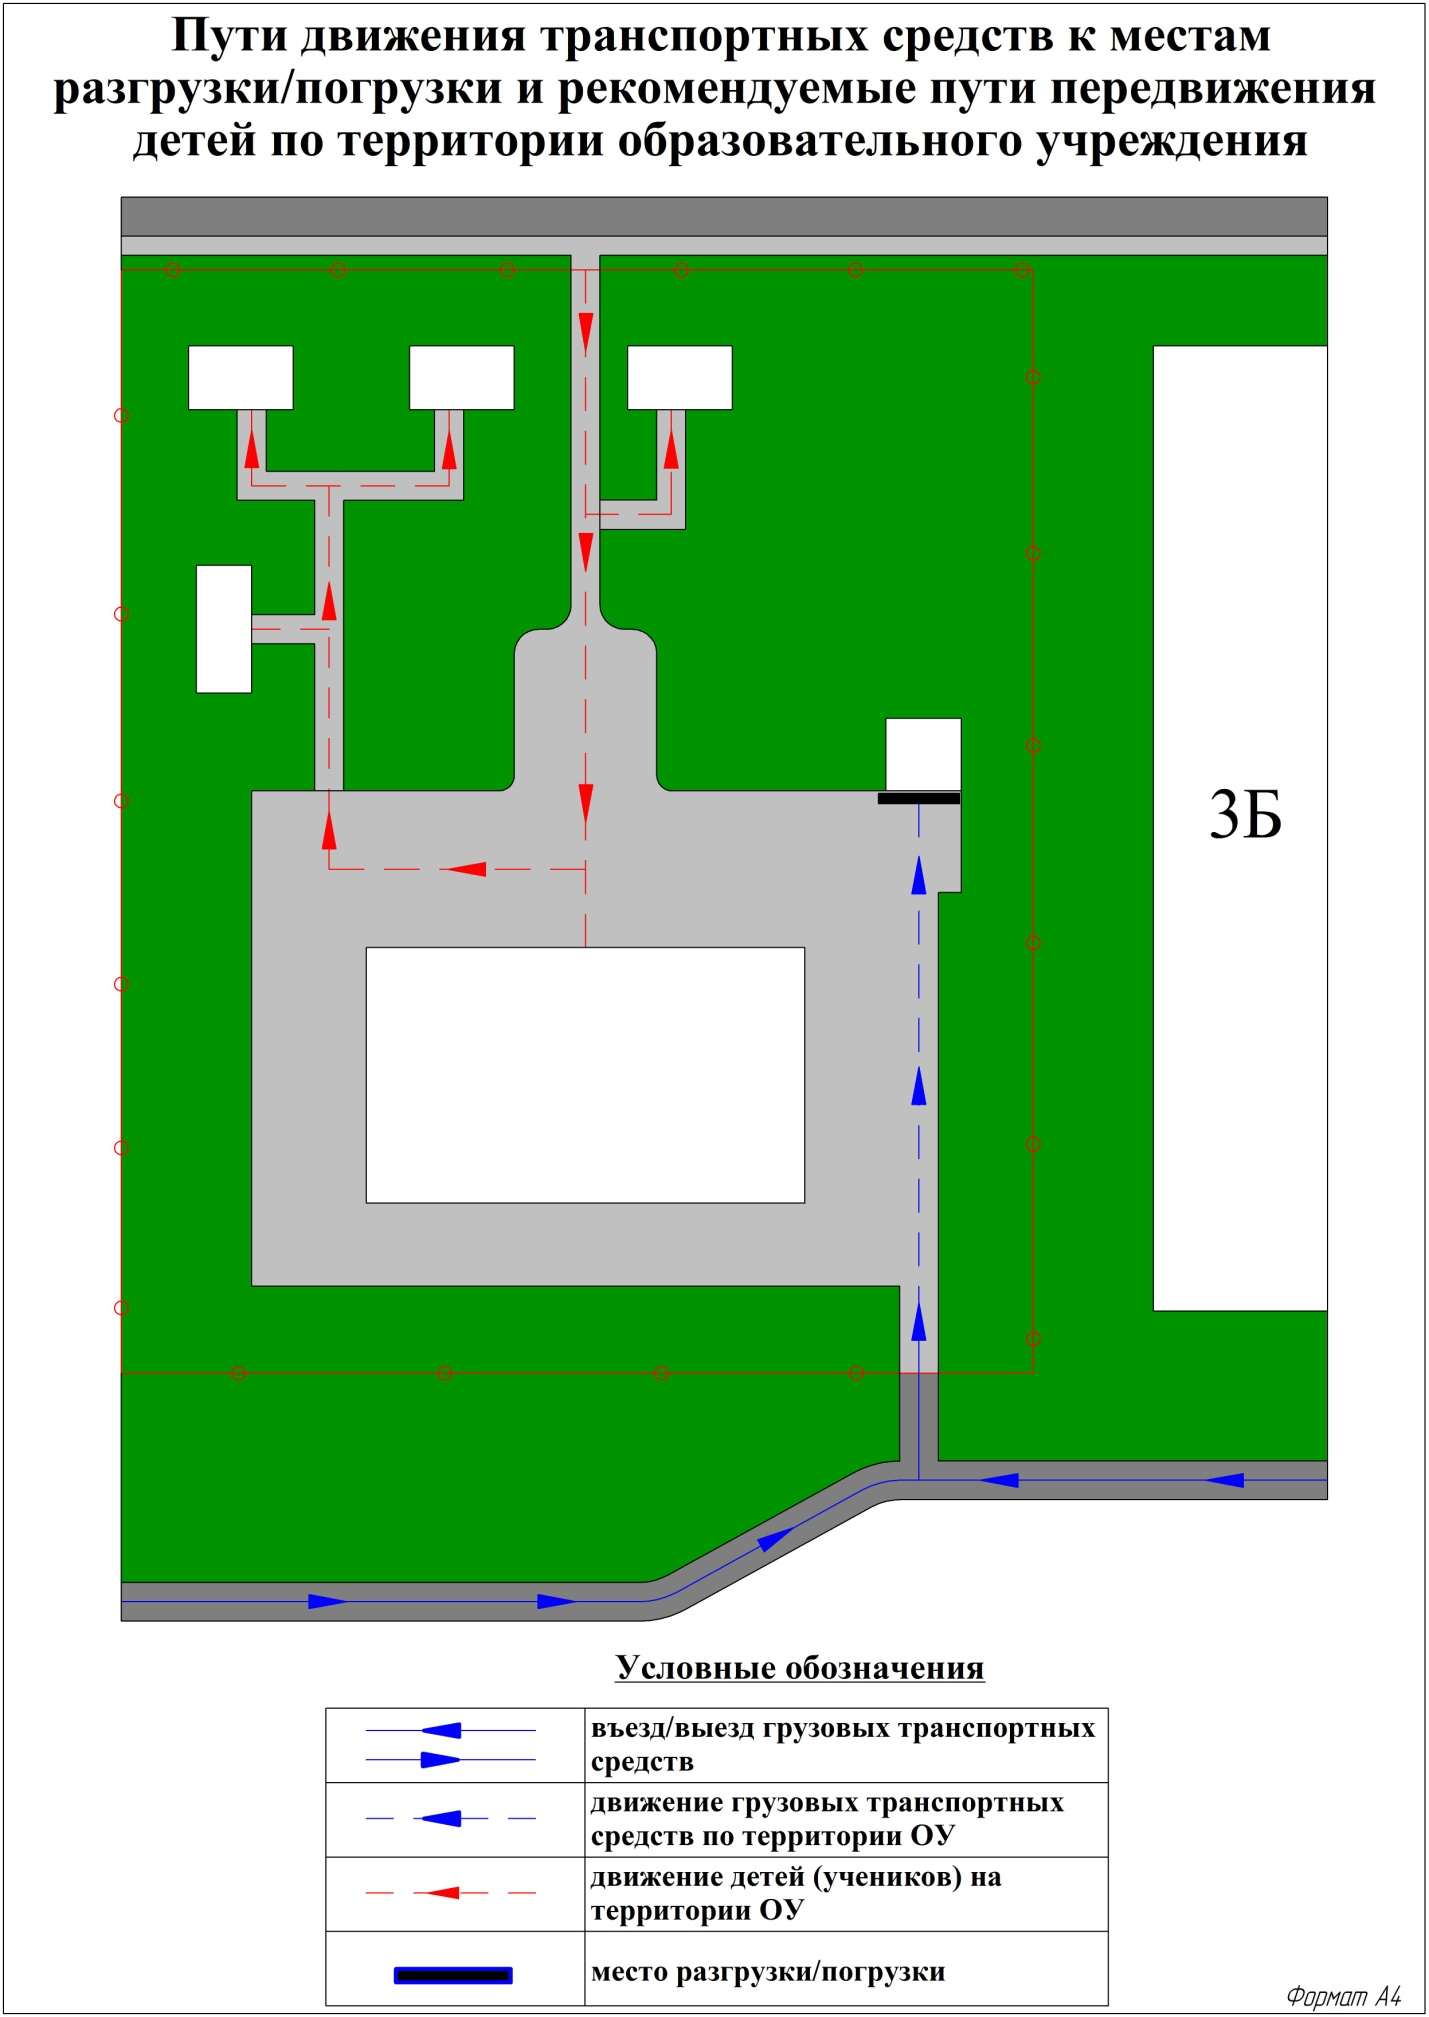 Пути движения транспортных средств к местам
разгрузки/погрузки и рекомендуемые пути передвижения
детей по территории образовательного учреждения
3Б
Условные обозначения
въезд/выезд грузовых транспортных
средств
движение грузовых транспортных
средств по территории ОУ
движение детей (учеников) на
территории ОУ
место разгрузки/погрузки
Формат А4